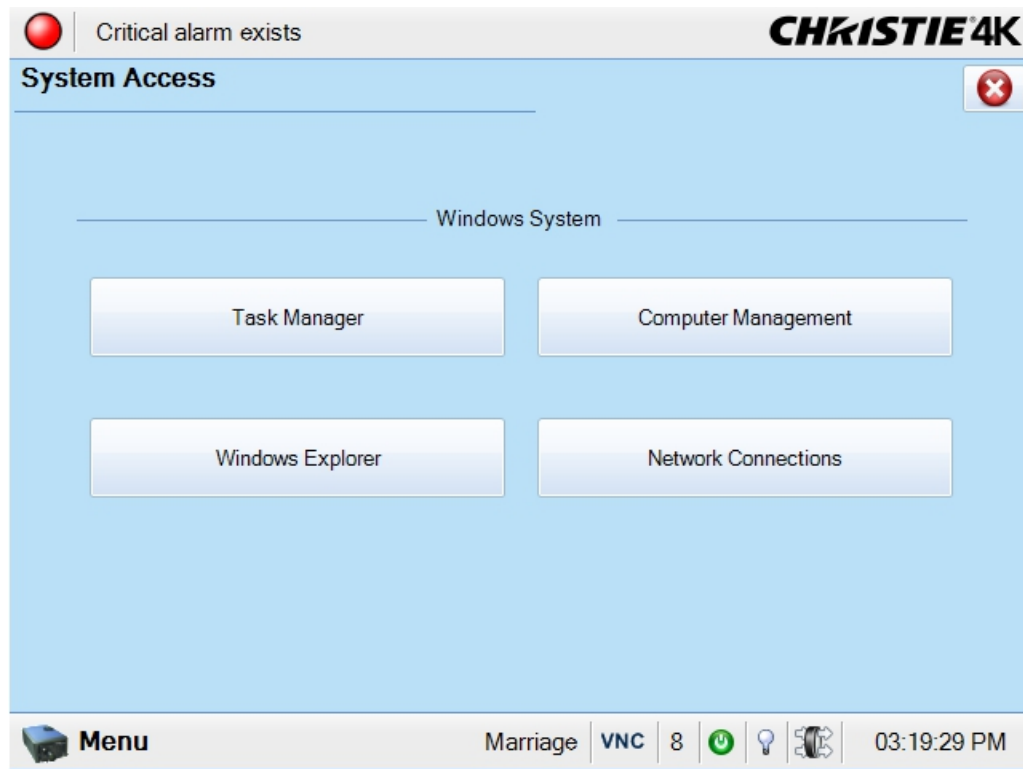 Critical alarm exists
CHRISTIE 4K
System Access
Windows System
Task Manager
Computer Management
Windows Explorer
Network Connections
Menu
Marriage
VNC
8
03:19:29 PM